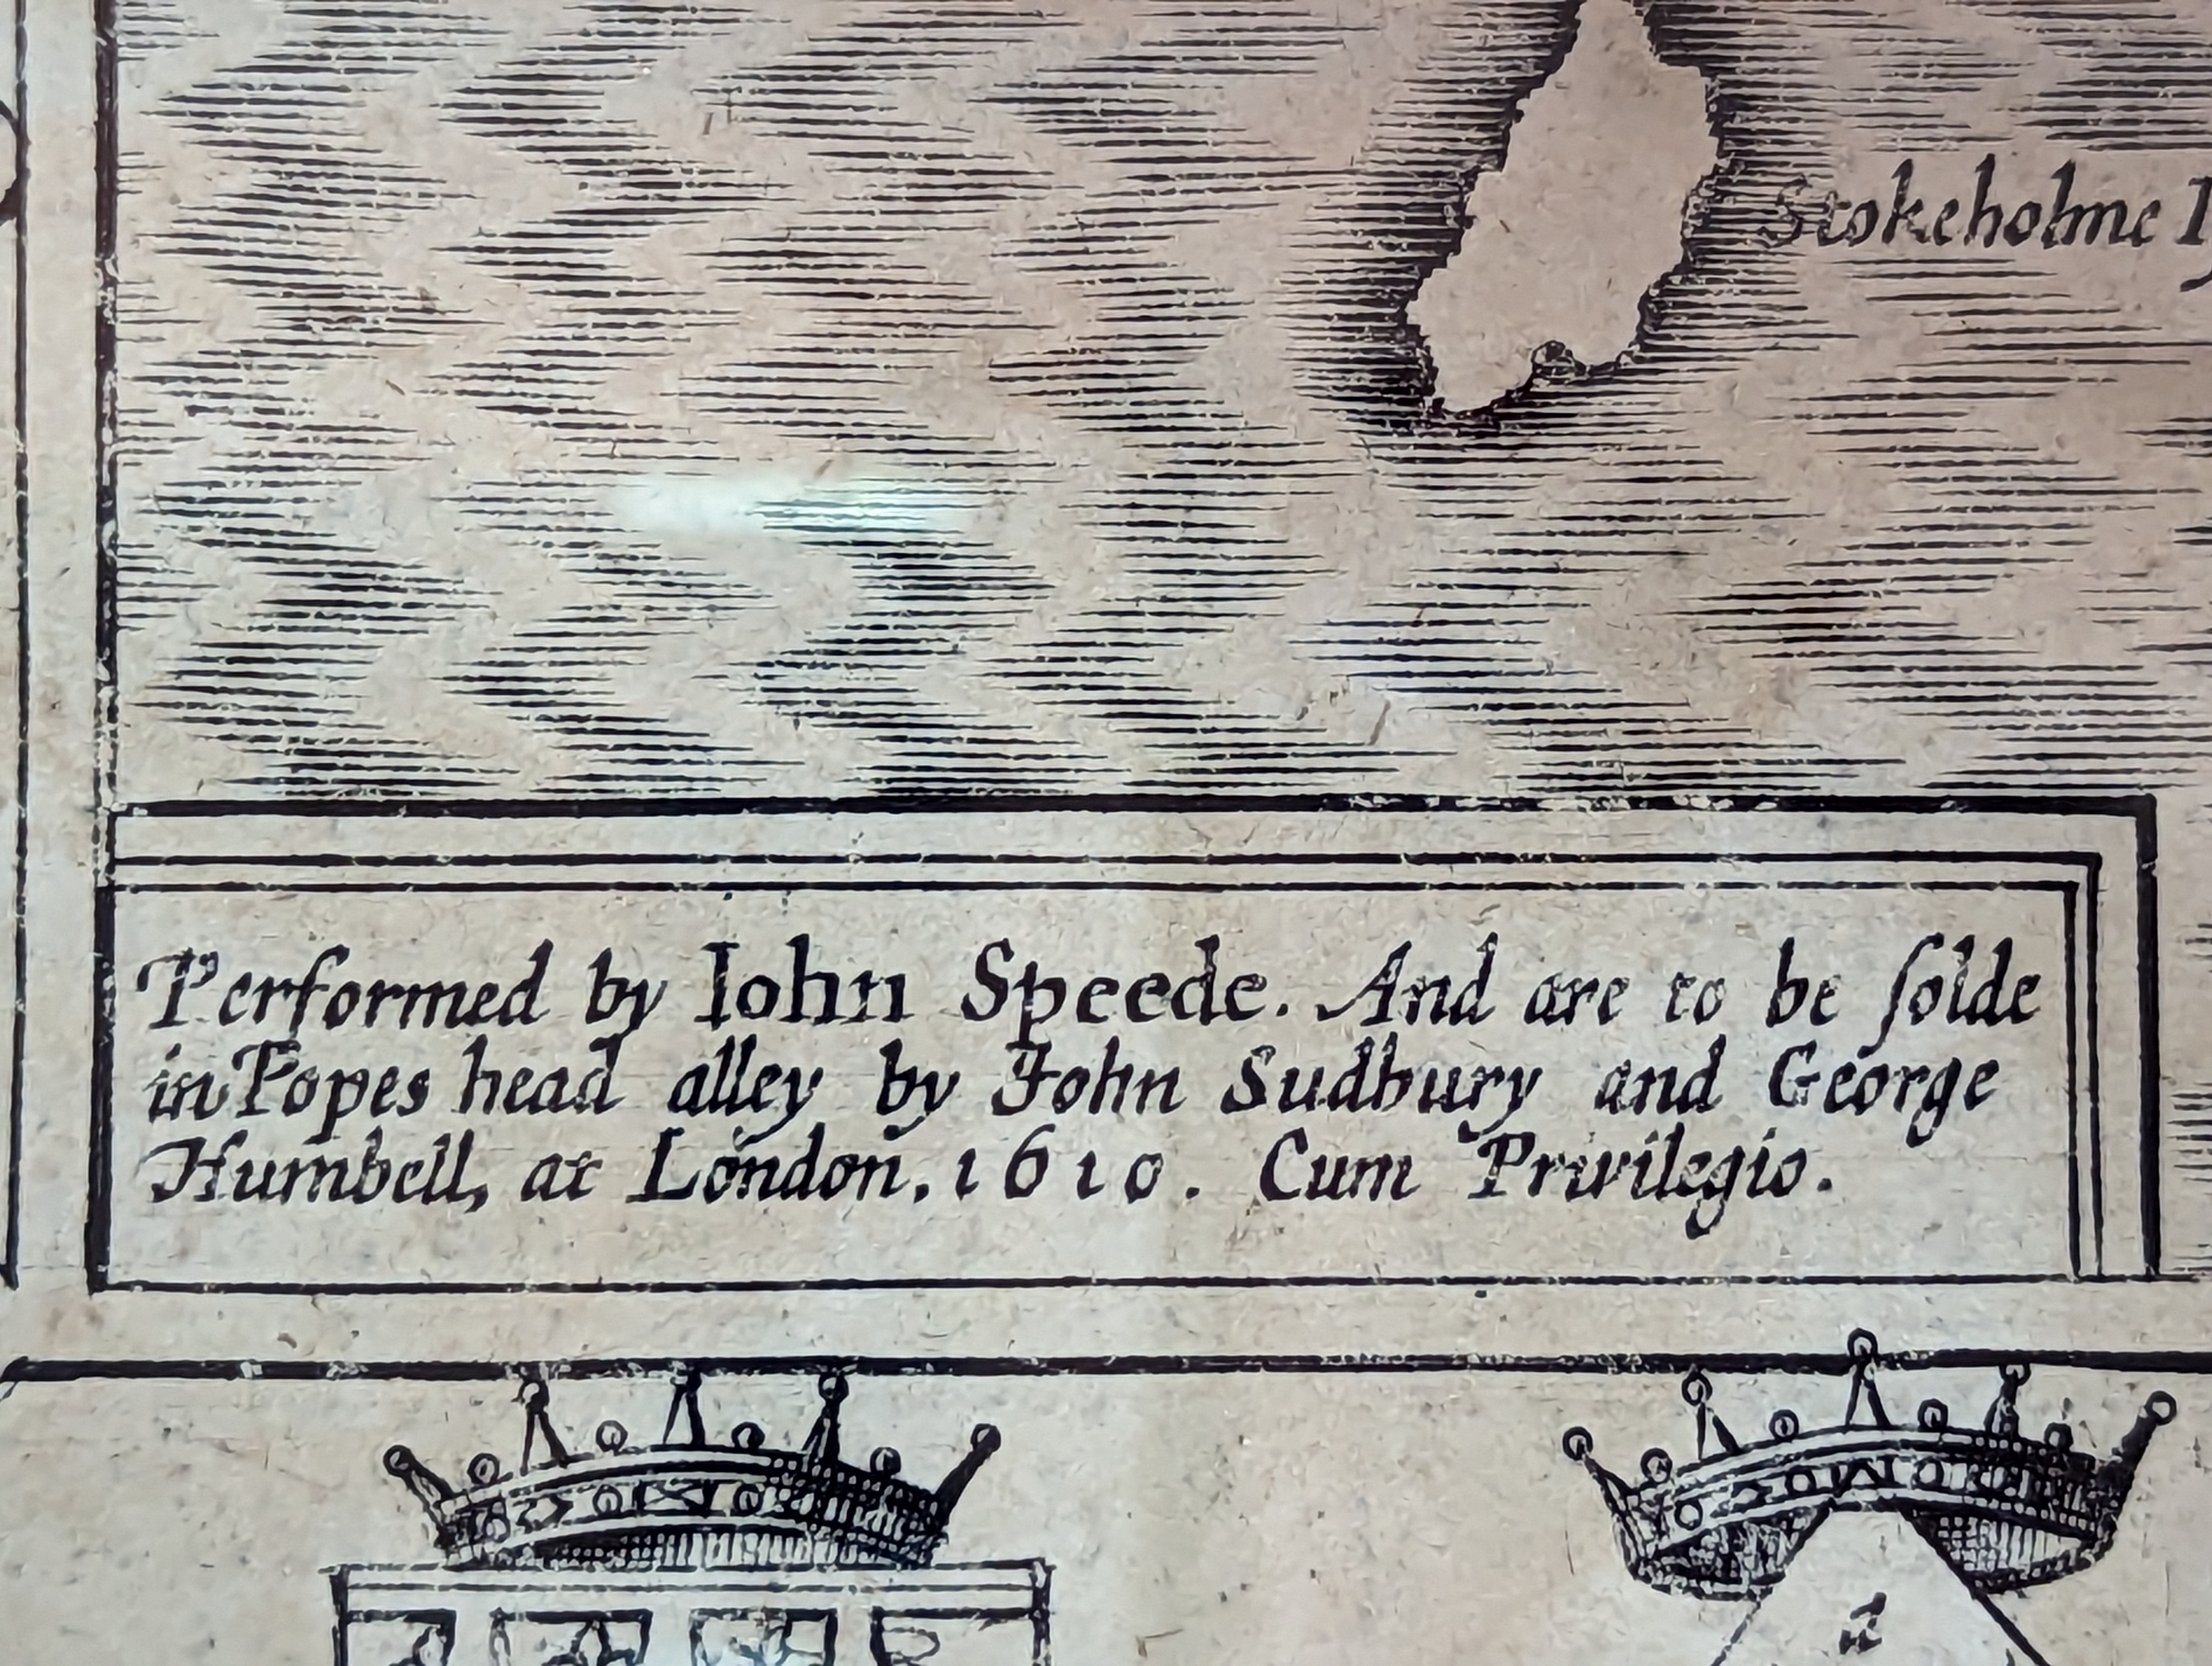 Stokeholme
Performed by Iohn Speede. And are to be ſolde
in Popes head alley by John Sudbury and George
Humbell, at London. 1610. Cum Privilegio.